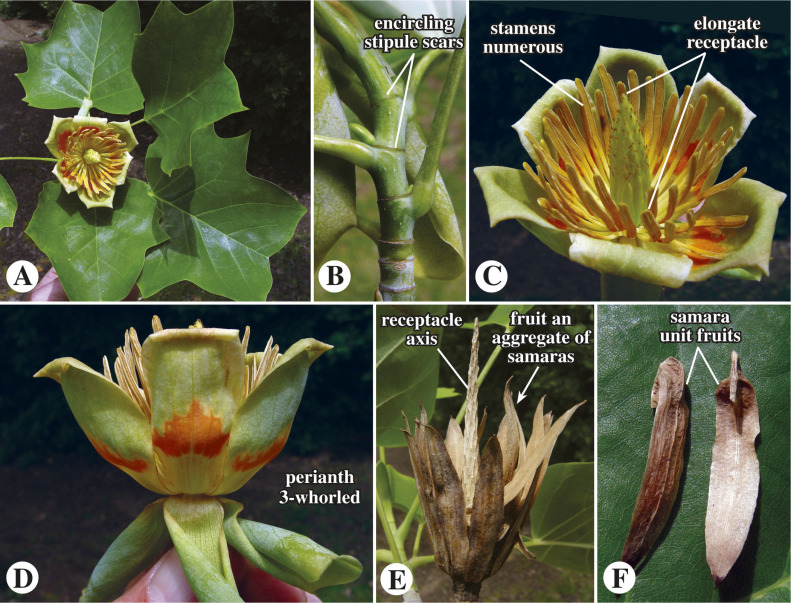 A
encircling
stipule scars
B
stamens
numerous
elongate
receptacle
C
perianth
3-whorled
D
receptacle
axis
fruit an
aggregate of
samaras
E
samara
unit fruits
F